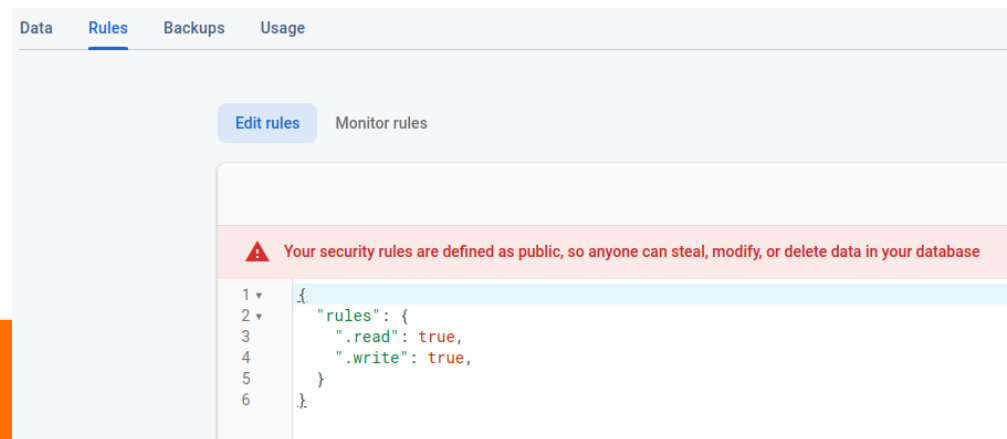 Data Rules Backups Usage
Edit rules Monitor rules
Your security rules are defined as public, so anyone can steal, modify, or delete data in your database
1 {
2 "rules": {
3 ".read": true,
4 ".write": true,
5 }
6 }